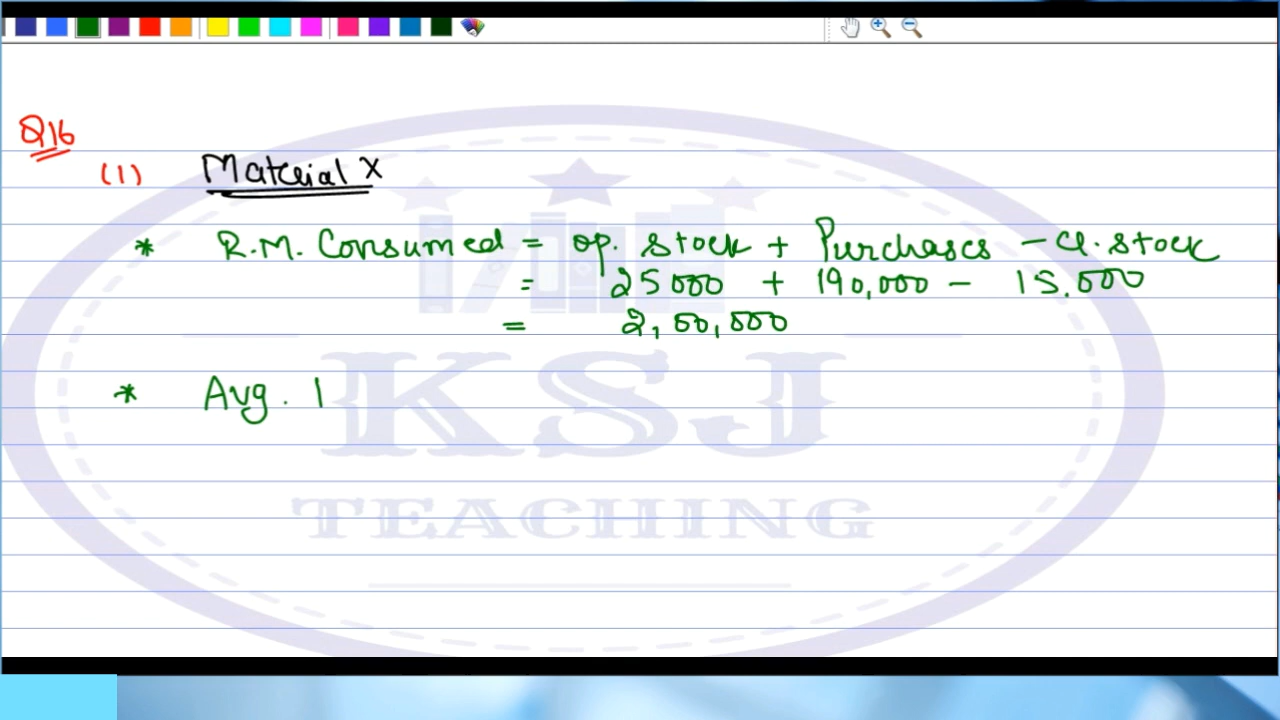 Q16
(1) Material X
* R.M. Consumed = op. stock + Purchases - cl. stock
= 25000 + 190,000 - 15,000
= 2,00,000
* Avg. I
KSJ
TEACHING